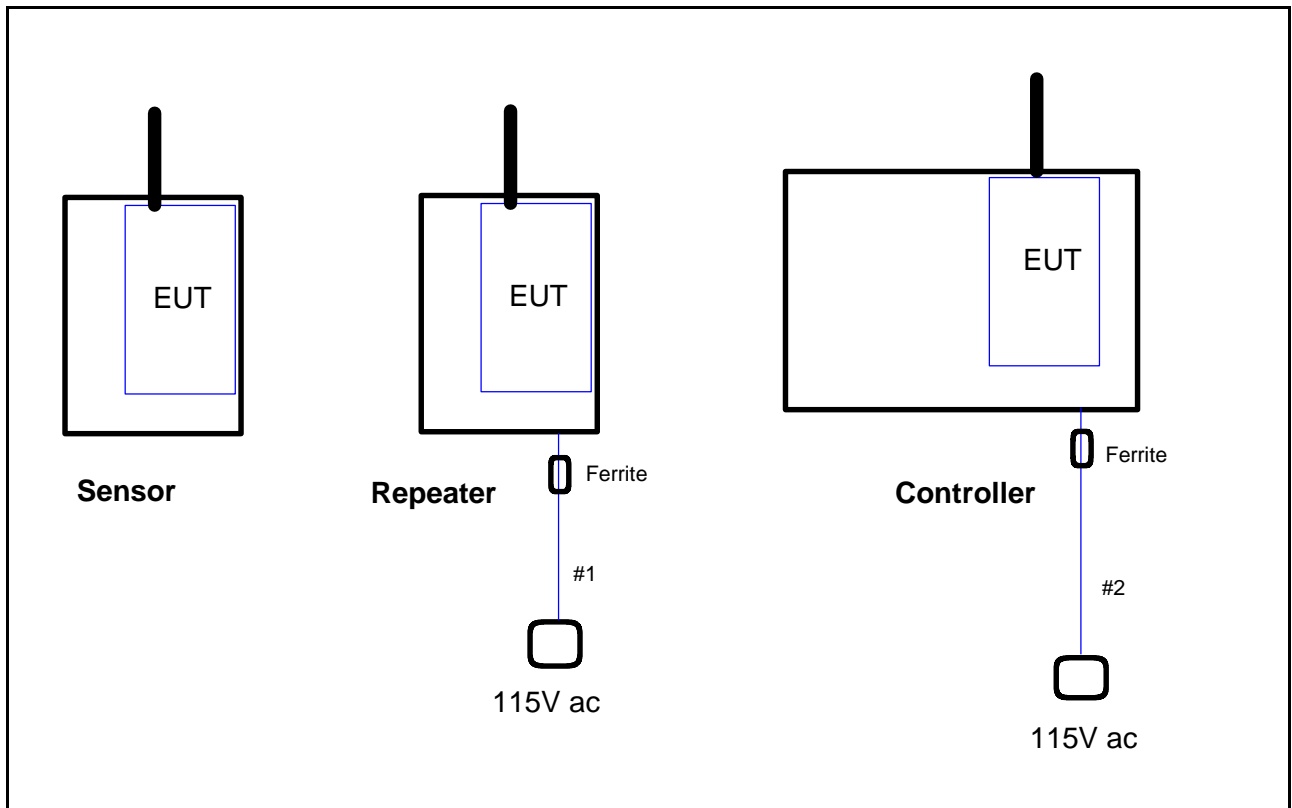 EUT
Sensor
EUT
Repeater
Ferrite
#1
115V ac
EUT
Controller
Ferrite
#2
115V ac